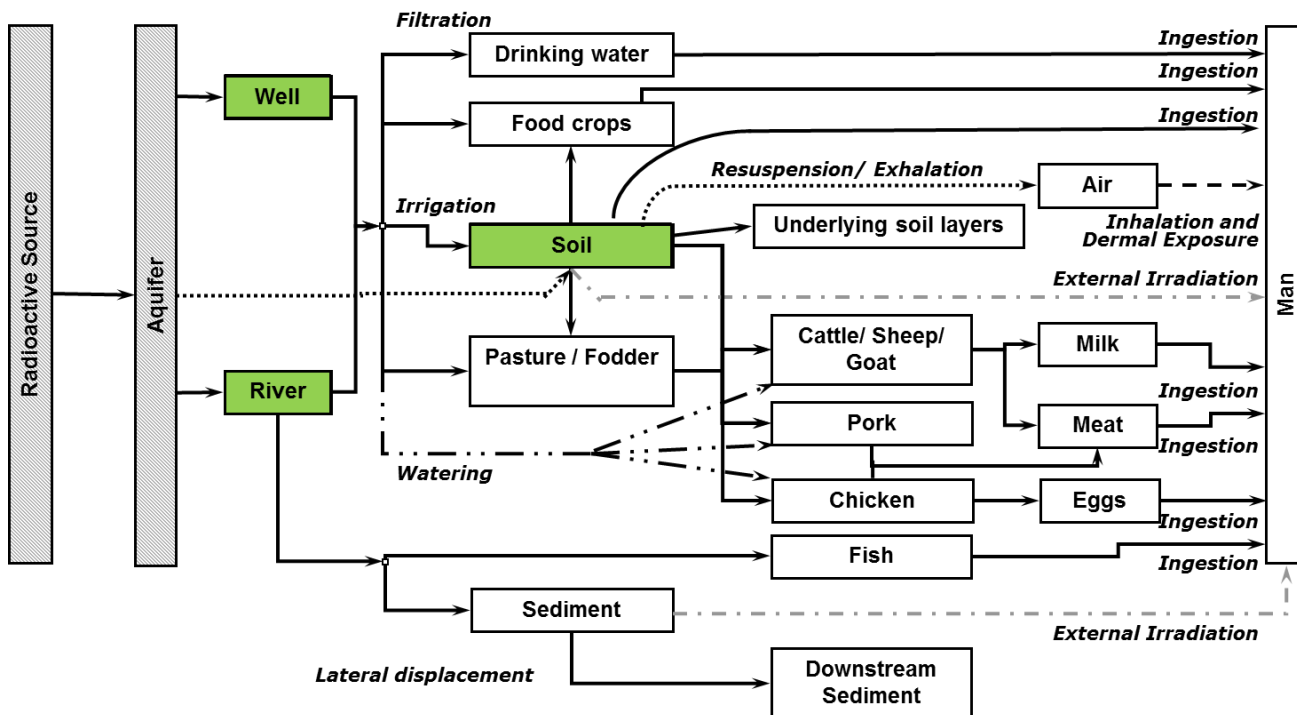 Filtration
Drinking water
Ingestion
Ingestion
Well
Food crops
Ingestion
Resuspension/ Exhalation
Air
Irrigation
Underlying soil layers
Inhalation and
Dermal Exposure
Soil
External Irradiation
Radioactive Source
Aquifer
Man
Pasture / Fodder
Cattle/ Sheep/
Goat
Milk
River
Ingestion
Pork
Meat
Ingestion
Watering
Chicken
Eggs
Ingestion
Fish
Ingestion
Sediment
External Irradiation
Lateral displacement
Downstream
Sediment